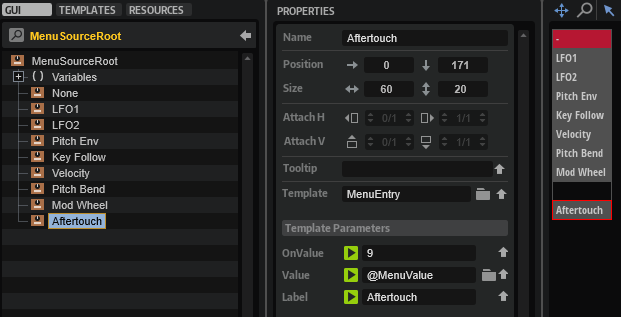 GUI TEMPLATES RESOURCES
MenuSourceRoot
MenuSourceRoot
( ) Variables
None
LFO1
LFO2
Pitch Env
Key Follow
Velocity
Pitch Bend
Mod Wheel
Aftertouch
PROPERTIES
Name Aftertouch
Position 0 171
Size 60 20
Attach H 0/1 1/1
Attach V 0/1 1/1
Tooltip
Template MenuEntry
Template Parameters
OnValue 9
Value @MenuValue
Label Aftertouch
-
LFO1
LFO2
Pitch Env
Key Follow
Velocity
Pitch Bend
Mod Wheel
Aftertouch